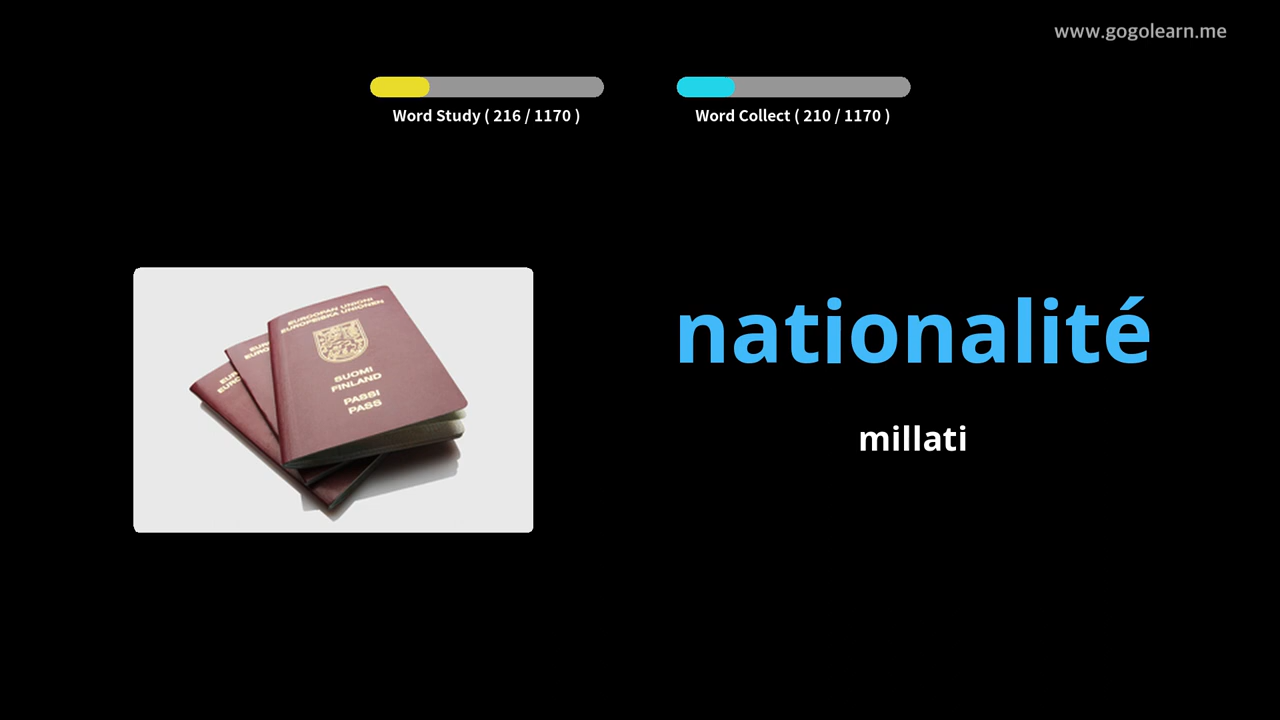 www.gogolearn.me
Word Study ( 216 / 1170 )
Word Collect ( 210 / 1170 )
EUROOPAN UNIONI
EUROPEISKA UNIONEN
SUOMI
FINLAND
PASSI
PASS
nationalité
millati